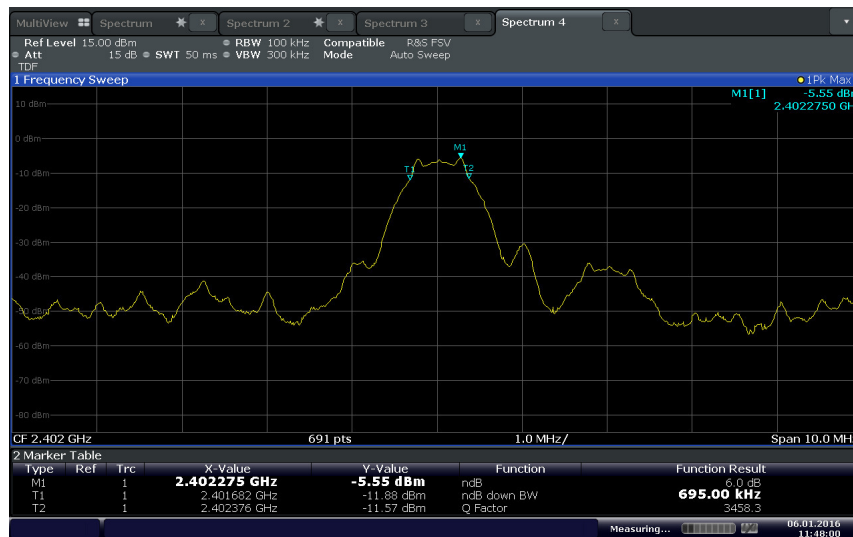 MultiView Spectrum X Spectrum 2 X Spectrum 3 X Spectrum 4 X
Ref Level 15.00 dBm RBW 100 kHz Compatible R&S FSV
Att 15 dB SWT 50 ms VBW 300 kHz Mode Auto Sweep
TDF
1 Frequency Sweep 1Pk Max
M1[1] -5.55 dBm
2.4022750 GH
10 dBm
0 dBm
M1
T1 T2
-10 dBm
-20 dBm
-30 dBm
-40 dBm
-50 dBm
-60 dBm
-70 dBm
-80 dBm
CF 2.402 GHz 691 pts 1.0 MHz/ Span 10.0 MH
2 Marker Table
Type Ref Trc X-Value Y-Value Function Function Result
M1 1 2.402275 GHz -5.55 dBm ndB 6.0 dB
T1 1 2.401682 GHz -11.88 dBm ndB down BW 695.00 kHz
T2 1 2.402376 GHz -11.57 dBm Q Factor 3458.3
Measuring... 06.01.2016
11:48:00